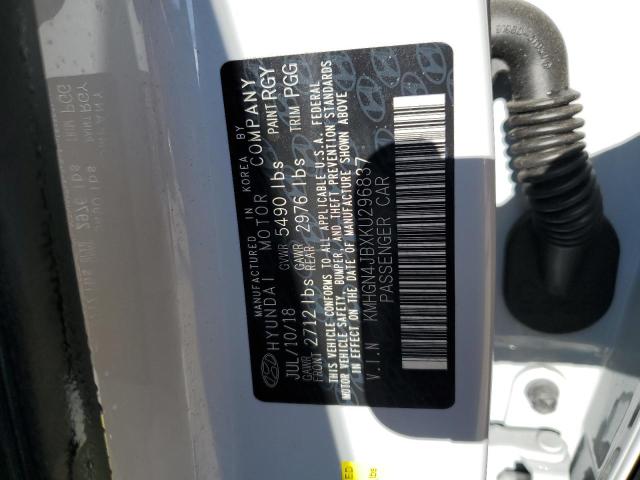 MANUFACTURED IN KOREA BY
HYUNDAI MOTOR COMPANY
JUL/10/18 GVWR 5490 lbs PAINT RGY
GAWR FRONT 2712 lbs GAWR REAR 2976 lbs TRIM PGG
THIS VEHICLE CONFORMS TO ALL APPLICABLE U.S.A. FEDERAL
MOTOR VEHICLE SAFETY, BUMPER, AND THEFT PREVENTION STANDARDS
IN EFFECT ON THE DATE OF MANUFACTURE SHOWN ABOVE
V.I.N KMHGN4JBXKU296837
PASSENGER CAR
lbs